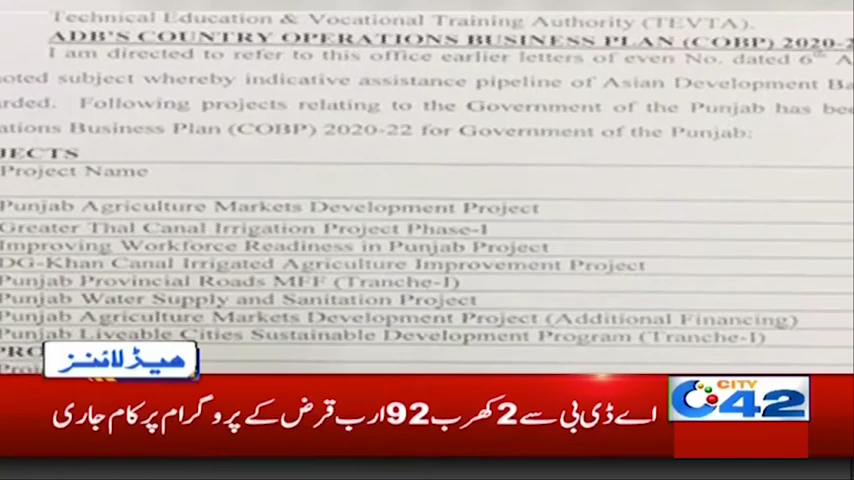 Technical Education & Vocational Training Authority (TEVTA).
ADB'S COUNTRY OPERATIONS BUSINESS PLAN (COBP) 2020-2
I am directed to refer to this office earlier letters of even No. dated 6th A
noted subject whereby indicative assistance pipeline of Asian Development Ba
arded. Following projects relating to the Government of the Punjab has bee
ations Business Plan (COBP) 2020-22 for Government of the Punjab:
JECTS
Project Name
Punjab Agriculture Markets Development Project
Greater Thal Canal Irrigation Project Phase-I
Improving Workforce Readiness in Punjab Project
DG-Khan Canal Irrigated Agriculture Improvement Project
Punjab Provincial Roads MFF (Tranche-I)
Punjab Water Supply and Sanitation Project
Punjab Agriculture Markets Development Project (Additional Financing)
Punjab Liveable Cities Sustainable Development Program (Tranche-I)
PRO
Proj
ہیڈلائنز
اے ڈی بی سے 2 کھرب 92 ارب قرض کے پروگرام پر کام جاری
CITY
42